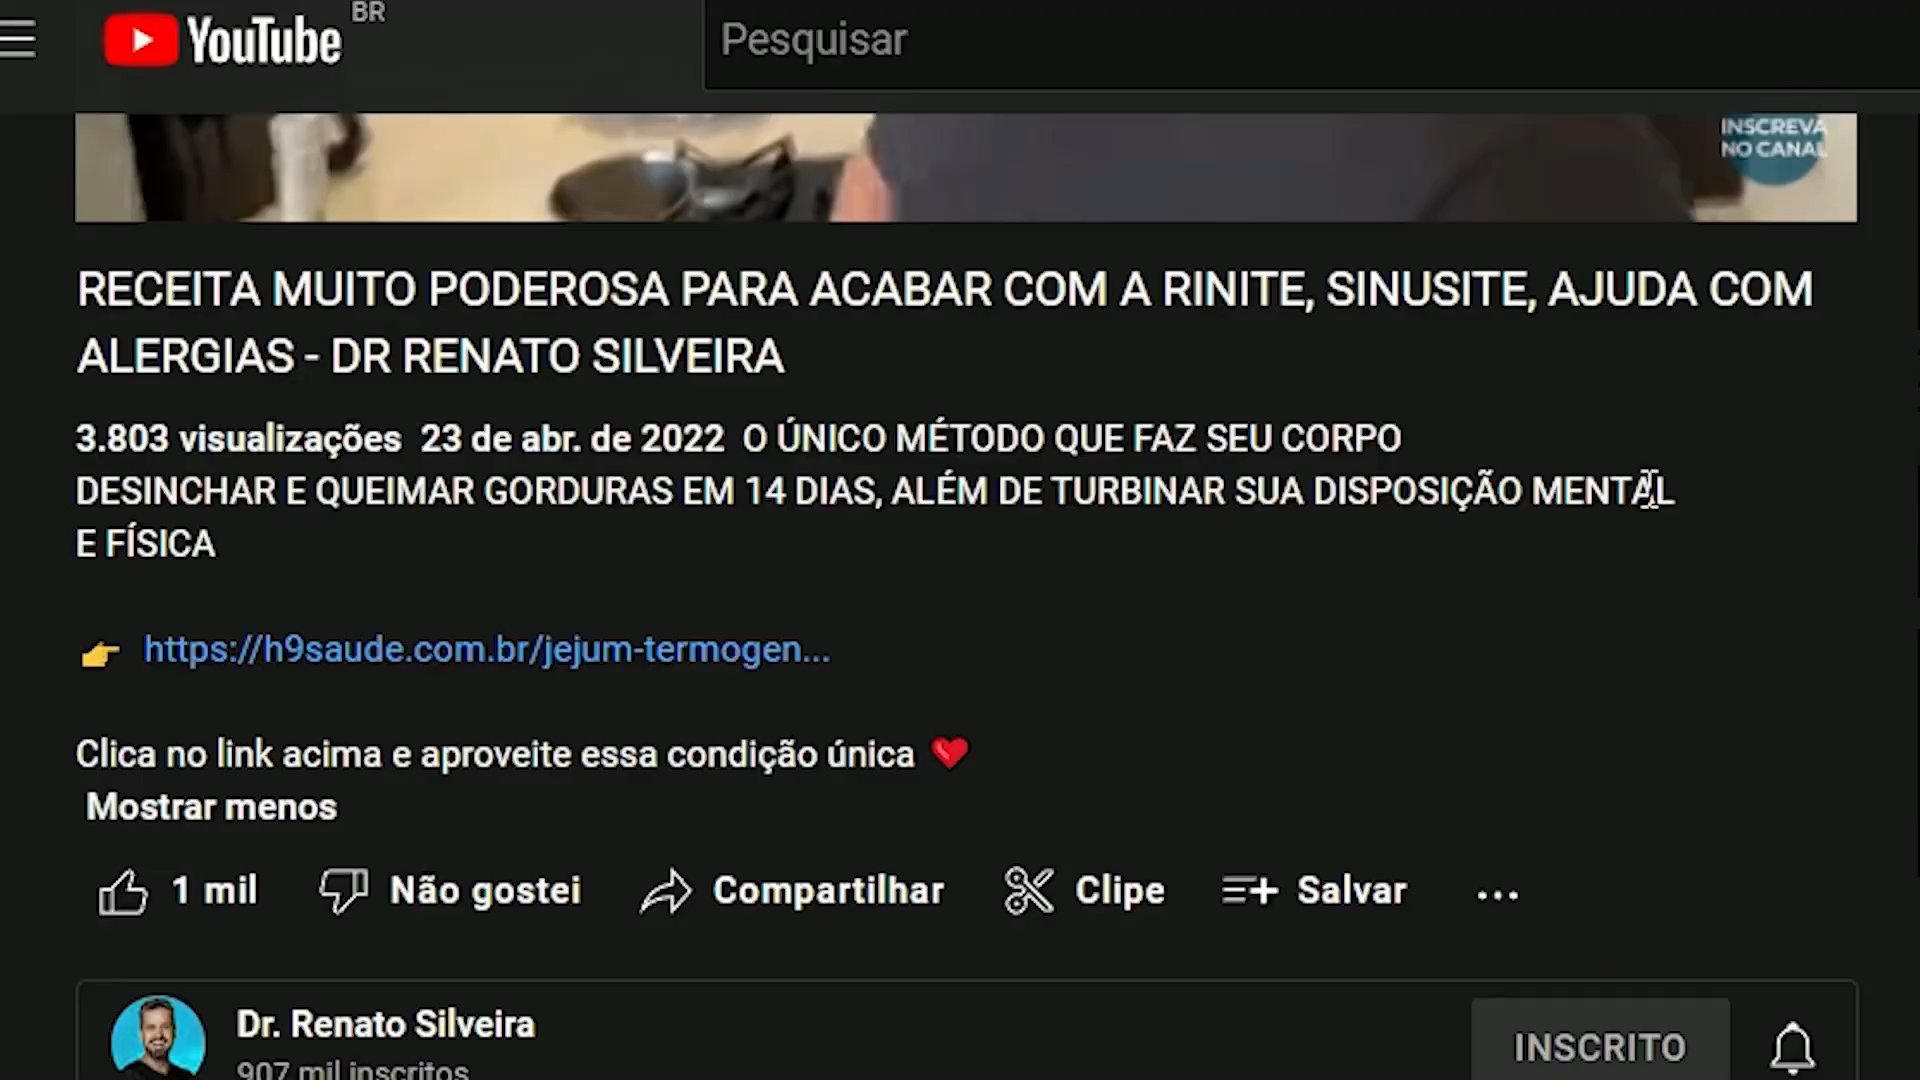 YouTube BR
Pesquisar
INSCREVA
NO CANAL
RECEITA MUITO PODEROSA PARA ACABAR COM A RINITE, SINUSITE, AJUDA COM
ALERGIAS - DR RENATO SILVEIRA
3.803 visualizações 23 de abr. de 2022 O ÚNICO MÉTODO QUE FAZ SEU CORPO
DESINCHAR E QUEIMAR GORDURAS EM 14 DIAS, ALÉM DE TURBINAR SUA DISPOSIÇÃO MENTAL
E FÍSICA
👉 https://h9saude.com.br/jejum-termogen...
Clica no link acima e aproveite essa condição única ❤️
Mostrar menos
1 mil Não gostei Compartilhar Clipe Salvar ...
Dr. Renato Silveira
907 mil inscritos
INSCRITO